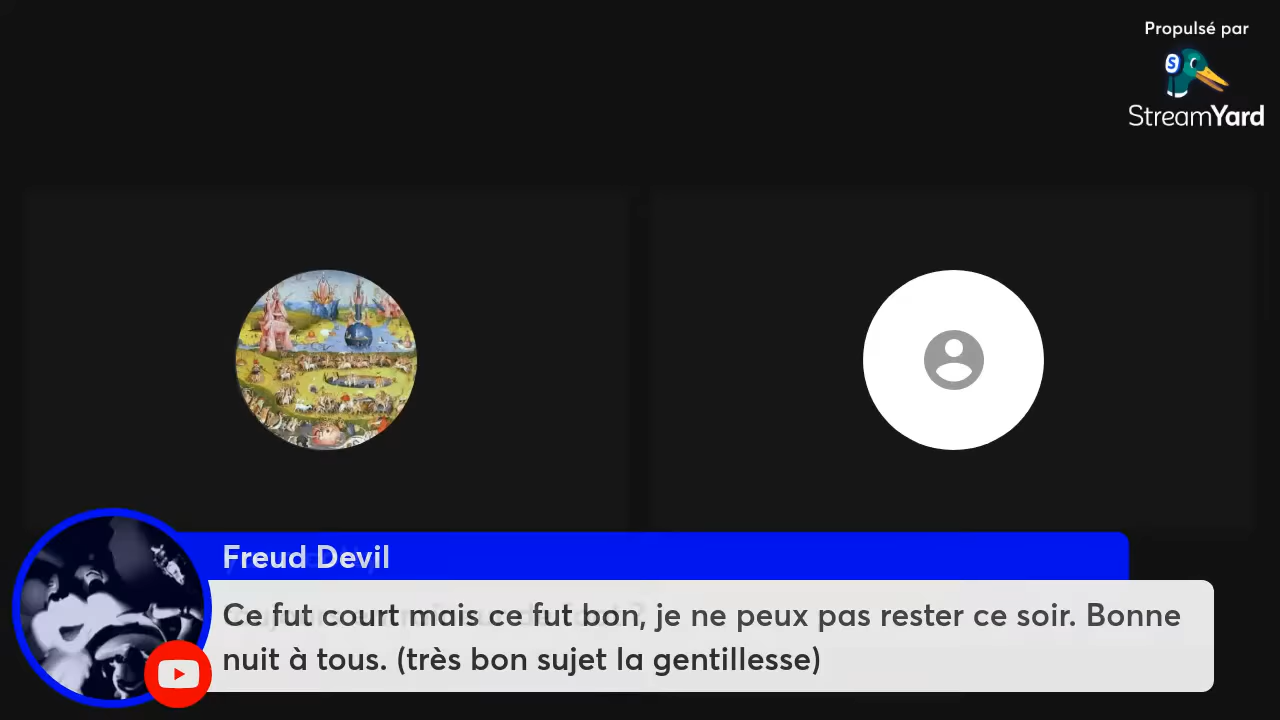 Propulsé par
StreamYard
Freud Devil
Ce fut court mais ce fut bon, je ne peux pas rester ce soir. Bonne
nuit à tous. (très bon sujet la gentillesse)